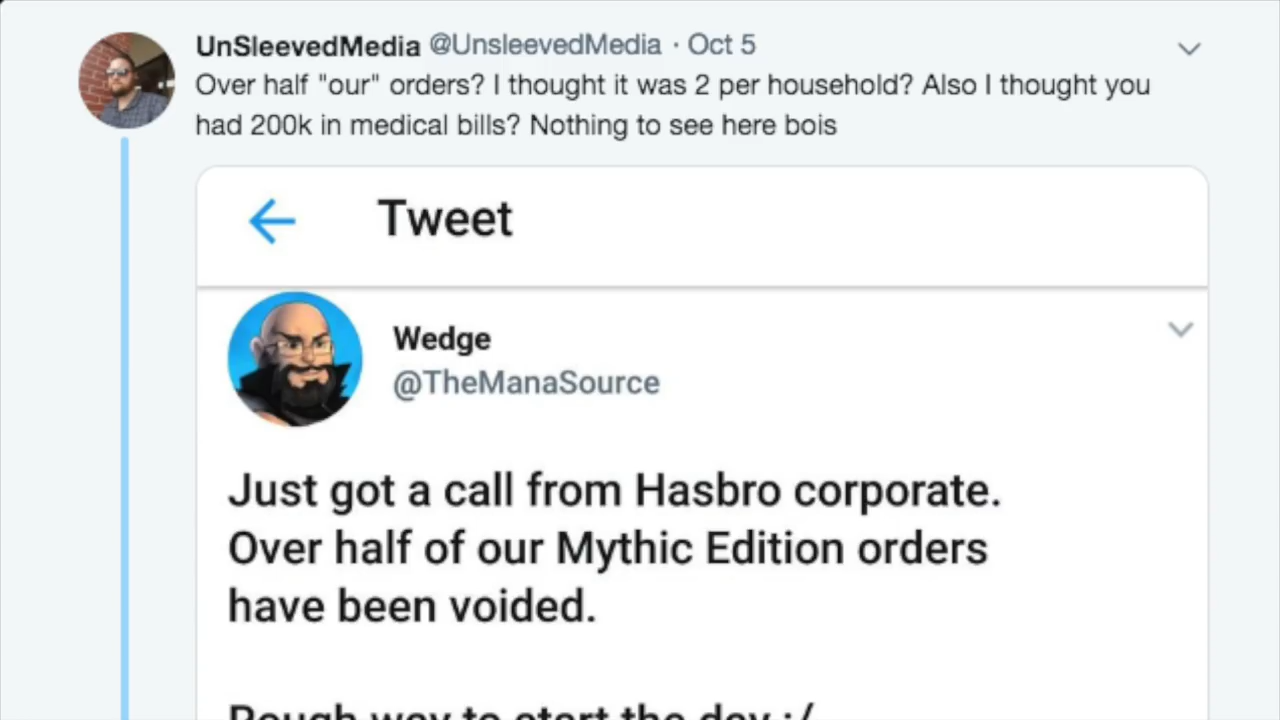 UnSleevedMedia @UnsleevedMedia · Oct 5
Over half "our" orders? I thought it was 2 per household? Also I thought you
had 200k in medical bills? Nothing to see here bois
Tweet
Wedge
@TheManaSource
Just got a call from Hasbro corporate.
Over half of our Mythic Edition orders
have been voided.
Rough way to start the day :/